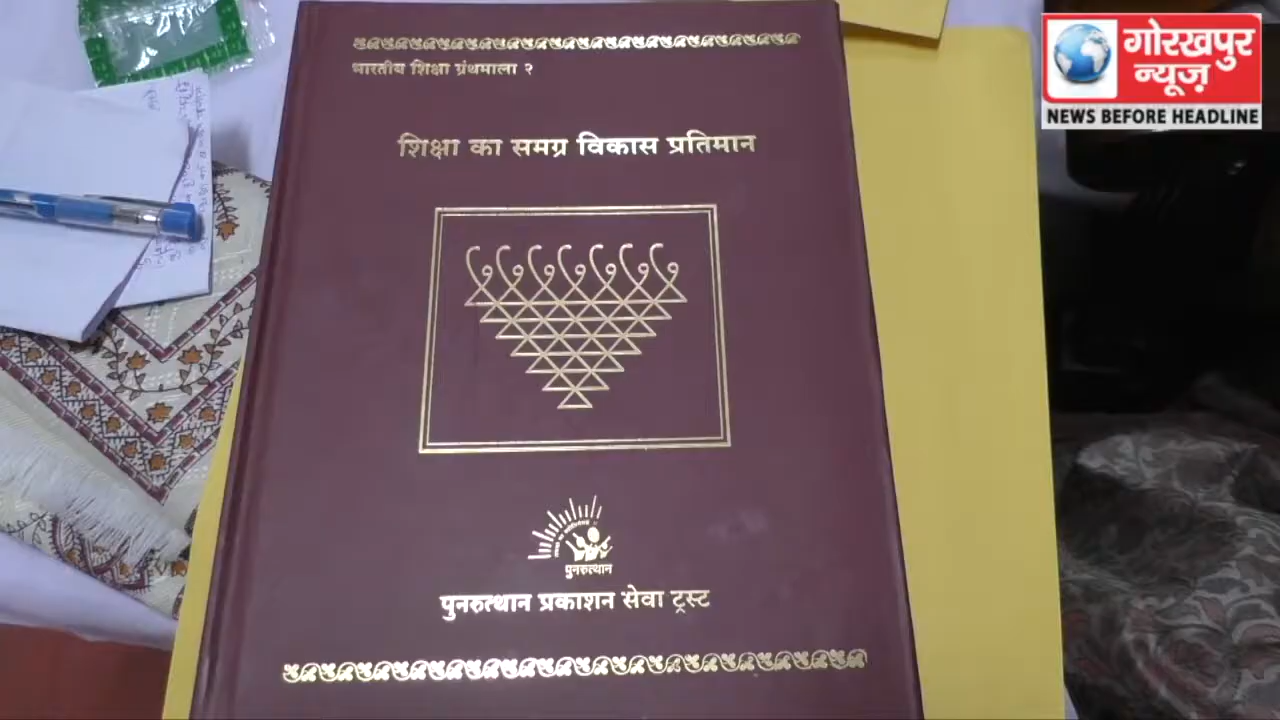 भारतीय शिक्षा ग्रंथमाला २
शिक्षा का समग्र विकास प्रतिमान
पुनरुत्थान
पुनरुत्थान प्रकाशन सेवा ट्रस्ट
गोरखपुर
न्यूज़
NEWS BEFORE HEADLINE